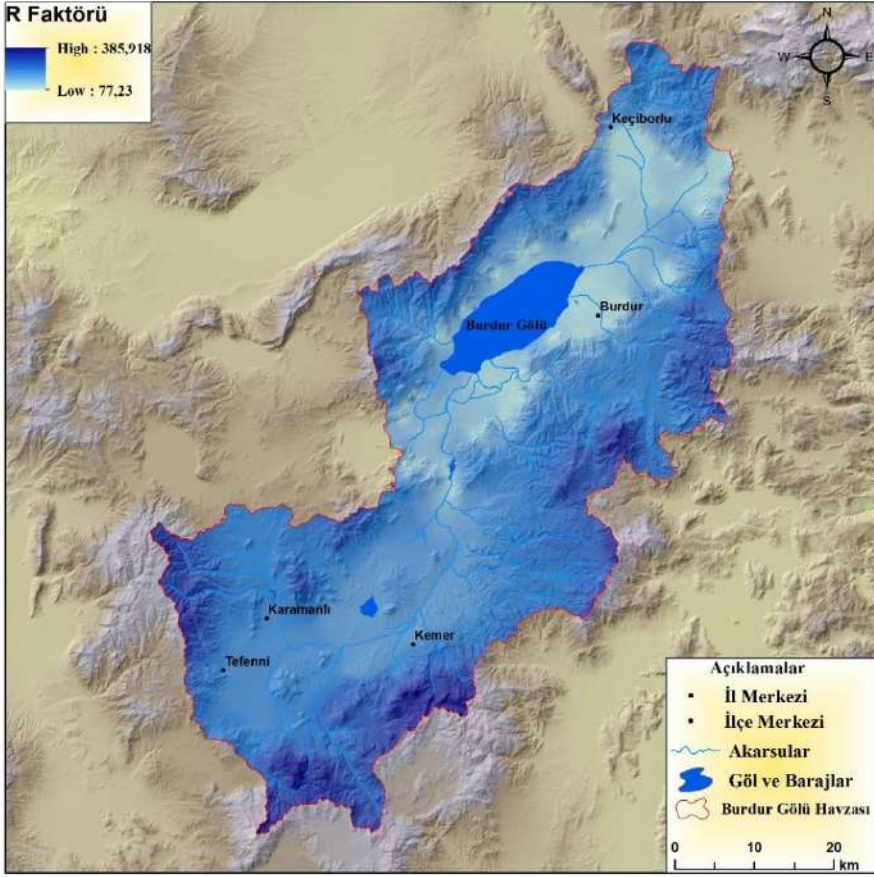 R Faktörü
High : 385,918
Low : 77,23
N
W E
S
Keçiborlu
Burdur
Burdur Gölü
Karamanlı
Kemer
Tefenni
Açıklamalar
İl Merkezi
İlçe Merkezi
Akarsular
Göl ve Barajlar
Burdur Gölü Havzası
0 10 20
km